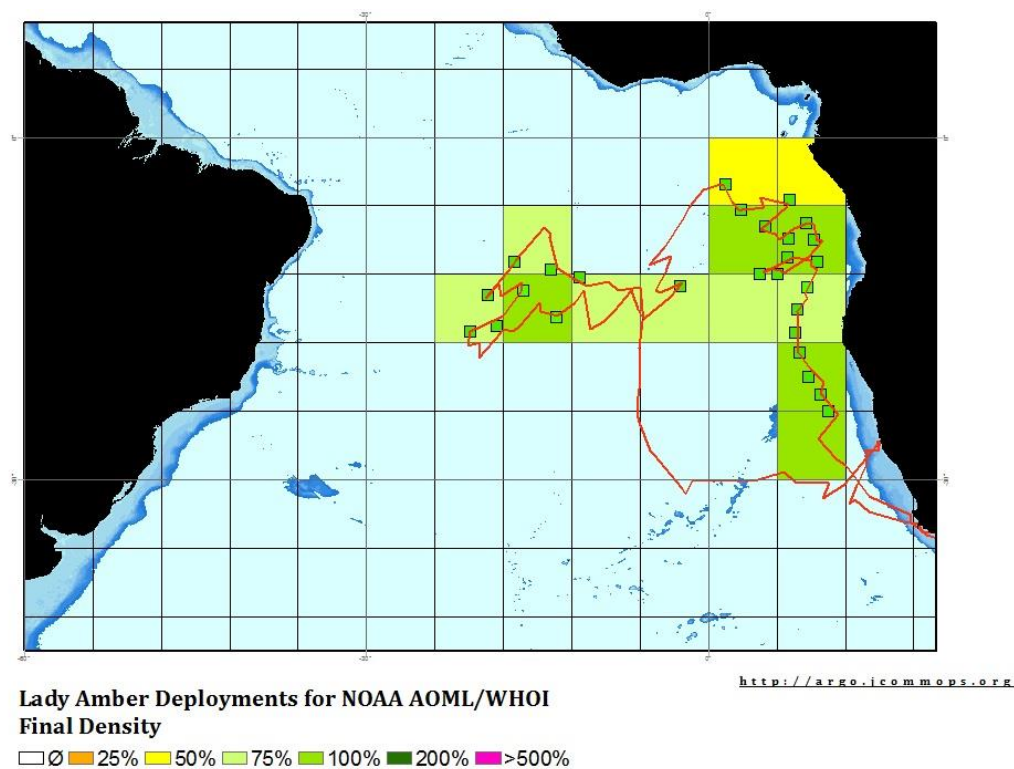 http://argo.jcommops.org
Lady Amber Deployments for NOAA AOML/WHOI
Final Density
Ø 25% 50% 75% 100% 200% >500%